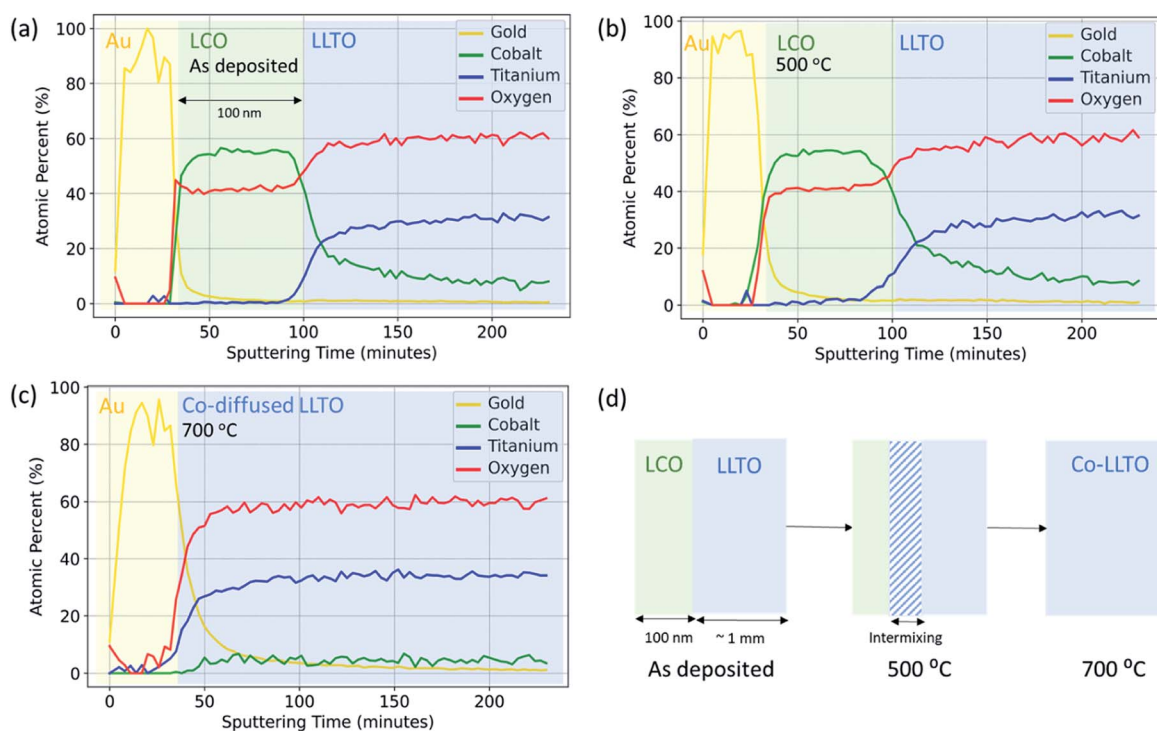 (a)
Au
LCO
As deposited
LLTO
100 nm
Gold
Cobalt
Titanium
Oxygen
100
80
60
40
20
0
Atomic Percent (%)
0 50 100 150 200
Sputtering Time (minutes)
(b)
Au
LCO
500 °C
LLTO
Gold
Cobalt
Titanium
Oxygen
100
80
60
40
20
0
Atomic Percent (%)
0 50 100 150 200
Sputtering Time (minutes)
(c)
Au
Co-diffused LLTO
700 °C
Gold
Cobalt
Titanium
Oxygen
100
80
60
40
20
0
Atomic Percent (%)
0 50 100 150 200
Sputtering Time (minutes)
(d)
LCO LLTO Co-LLTO
100 nm ~ 1 mm Intermixing
As deposited 500 °C 700 °C